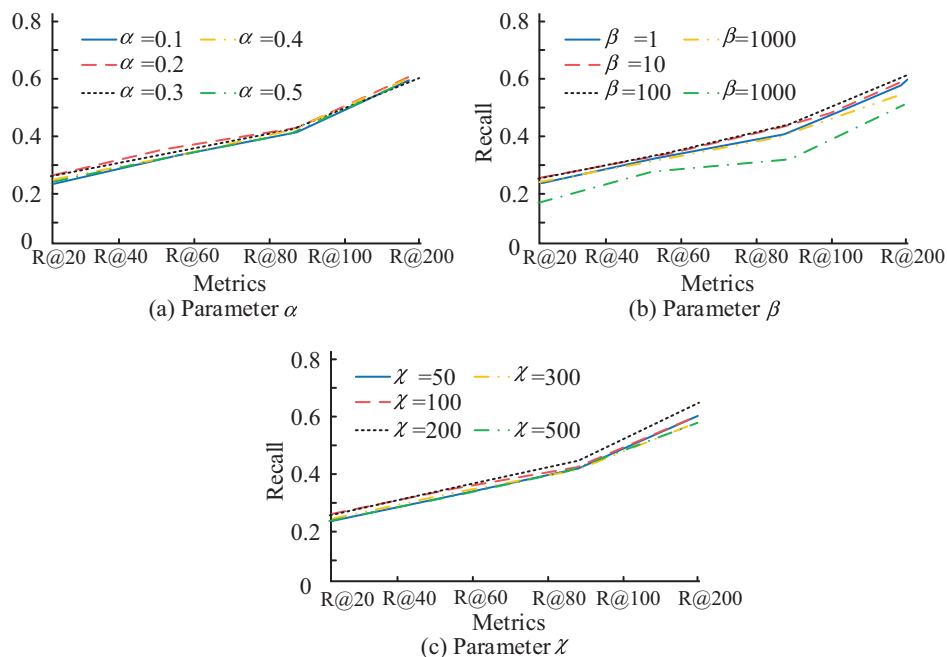 0.8
α =0.1 α =0.4
α =0.2
0.6
α =0.3 α =0.5
0.4
0.2
0
R@20 R@40 R@60 R@80 R@100 R@200
Metrics
(a) Parameter α
0.8
β =1 β=1000
β =10
0.6
β=100 β=1000
Recall
0.4
0.2
0
R@20 R@40 R@60 R@80 R@100 R@200
Metrics
(b) Parameter β
0.8
χ =50 χ =300
χ =100
0.6
χ =200 χ =500
Recall
0.4
0.2
0
R@20 R@40 R@60 R@80 R@100 R@200
Metrics
(c) Parameter χ